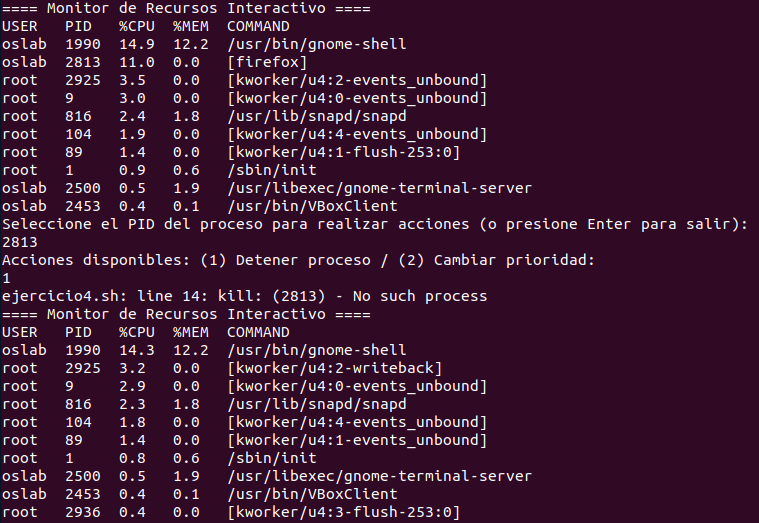 ==== Monitor de Recursos Interactivo ====
USER PID %CPU %MEM COMMAND
oslab 1990 14.9 12.2 /usr/bin/gnome-shell
oslab 2813 11.0 0.0 [firefox]
root 2925 3.5 0.0 [kworker/u4:2-events_unbound]
root 9 3.0 0.0 [kworker/u4:0-events_unbound]
root 816 2.4 1.8 /usr/lib/snapd/snapd
root 104 1.9 0.0 [kworker/u4:4-events_unbound]
root 89 1.4 0.0 [kworker/u4:1-flush-253:0]
root 1 0.9 0.6 /sbin/init
oslab 2500 0.5 1.9 /usr/libexec/gnome-terminal-server
oslab 2453 0.4 0.1 /usr/bin/VBoxClient
Seleccione el PID del proceso para realizar acciones (o presione Enter para salir):
2813
Acciones disponibles: (1) Detener proceso / (2) Cambiar prioridad:
1
ejercicio4.sh: line 14: kill: (2813) - No such process
==== Monitor de Recursos Interactivo ====
USER PID %CPU %MEM COMMAND
oslab 1990 14.3 12.2 /usr/bin/gnome-shell
root 2925 3.2 0.0 [kworker/u4:2-writeback]
root 9 2.9 0.0 [kworker/u4:0-events_unbound]
root 816 2.3 1.8 /usr/lib/snapd/snapd
root 104 1.8 0.0 [kworker/u4:4-events_unbound]
root 89 1.4 0.0 [kworker/u4:1-events_unbound]
root 1 0.8 0.6 /sbin/init
oslab 2500 0.5 1.9 /usr/libexec/gnome-terminal-server
oslab 2453 0.4 0.1 /usr/bin/VBoxClient
root 2936 0.4 0.0 [kworker/u4:3-flush-253:0]